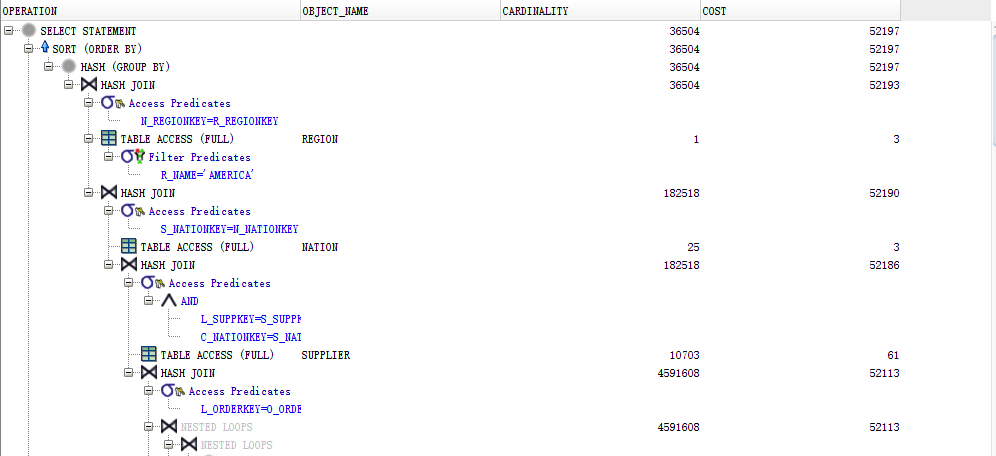 OPERATION OBJECT_NAME CARDINALITY COST
SELECT STATEMENT 36504 52197
SORT (ORDER BY) 36504 52197
HASH (GROUP BY) 36504 52197
HASH JOIN 36504 52193
Access Predicates
N_REGIONKEY=R_REGIONKEY
TABLE ACCESS (FULL) REGION 1 3
Filter Predicates
R_NAME='AMERICA'
HASH JOIN 182518 52190
Access Predicates
S_NATIONKEY=N_NATIONKEY
TABLE ACCESS (FULL) NATION 25 3
HASH JOIN 182518 52186
Access Predicates
AND
L_SUPPKEY=S_SUPPK
C_NATIONKEY=S_NAT
TABLE ACCESS (FULL) SUPPLIER 10703 61
HASH JOIN 4591608 52113
Access Predicates
L_ORDERKEY=O_ORDE
NESTED LOOPS 4591608 52113
NESTED LOOPS